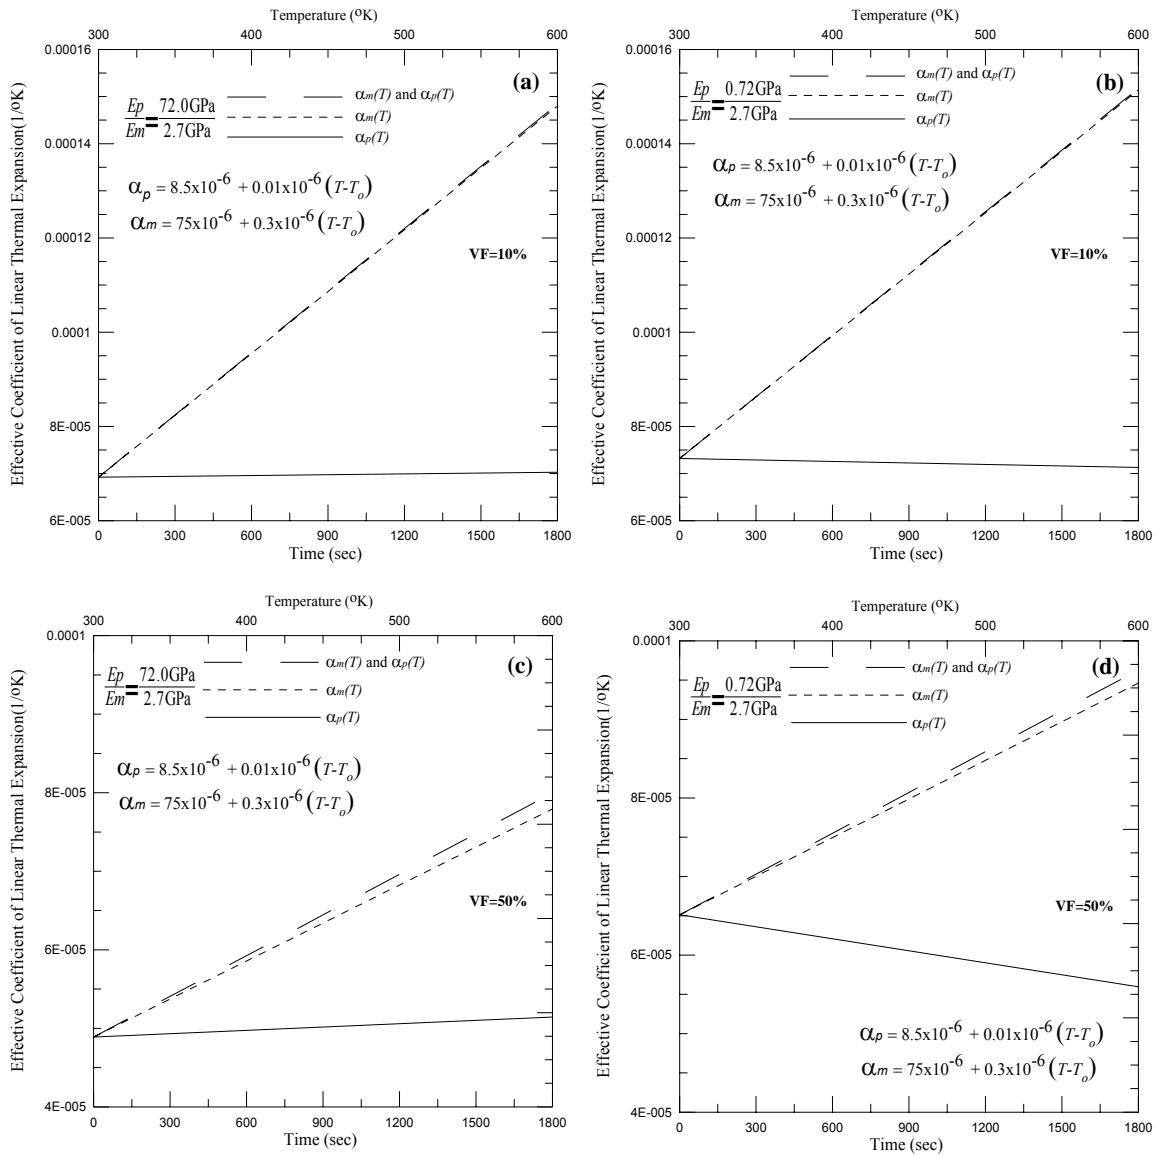 Temperature (ºK)
300 400 500 600
0.00016
0.00014
0.00012
0.0001
8E-005
6E-005
Effective Coefficient of Linear Thermal Expansion(1/ºK)
(a)
Ep/Em = 72.0GPa/2.7GPa
αm(T) and αp(T)
αm(T)
αp(T)
αp = 8.5x10^-6 + 0.01x10^-6 (T-To)
αm = 75x10^-6 + 0.3x10^-6 (T-To)
VF=10%
0 300 600 900 1200 1500 1800
Time (sec)
Temperature (ºK)
300 400 500 600
0.00016
0.00014
0.00012
0.0001
8E-005
6E-005
Effective Coefficient of Linear Thermal Expansion(1/ºK)
(b)
Ep/Em = 0.72GPa/2.7GPa
αm(T) and αp(T)
αm(T)
αp(T)
αp = 8.5x10^-6 + 0.01x10^-6 (T-To)
αm = 75x10^-6 + 0.3x10^-6 (T-To)
VF=10%
0 300 600 900 1200 1500 1800
Time (sec)
Temperature (ºK)
300 400 500 600
0.0001
8E-005
6E-005
4E-005
Effective Coefficient of Linear Thermal Expansion(1/ºK)
(c)
Ep/Em = 72.0GPa/2.7GPa
αm(T) and αp(T)
αm(T)
αp(T)
αp = 8.5x10^-6 + 0.01x10^-6 (T-To)
αm = 75x10^-6 + 0.3x10^-6 (T-To)
VF=50%
0 300 600 900 1200 1500 1800
Time (sec)
Temperature (ºK)
300 400 500 600
0.0001
8E-005
6E-005
4E-005
Effective Coefficient of Linear Thermal Expansion(1/ºK)
(d)
Ep/Em = 0.72GPa/2.7GPa
αm(T) and αp(T)
αm(T)
αp(T)
VF=50%
αp = 8.5x10^-6 + 0.01x10^-6 (T-To)
αm = 75x10^-6 + 0.3x10^-6 (T-To)
0 300 600 900 1200 1500 1800
Time (sec)